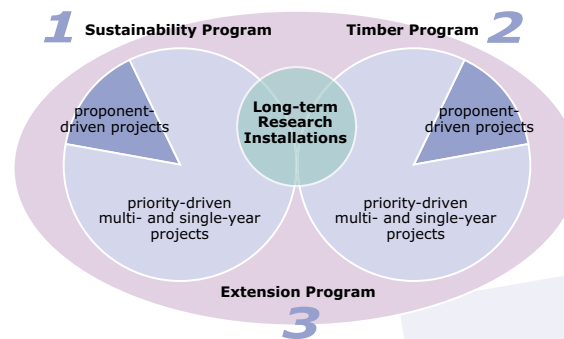 1 Sustainability Program
Timber Program 2
proponent-
driven projects
Long-term
Research
Installations
proponent-
driven projects
priority-driven
multi- and single-year
projects
priority-driven
multi- and single-year
projects
Extension Program
3